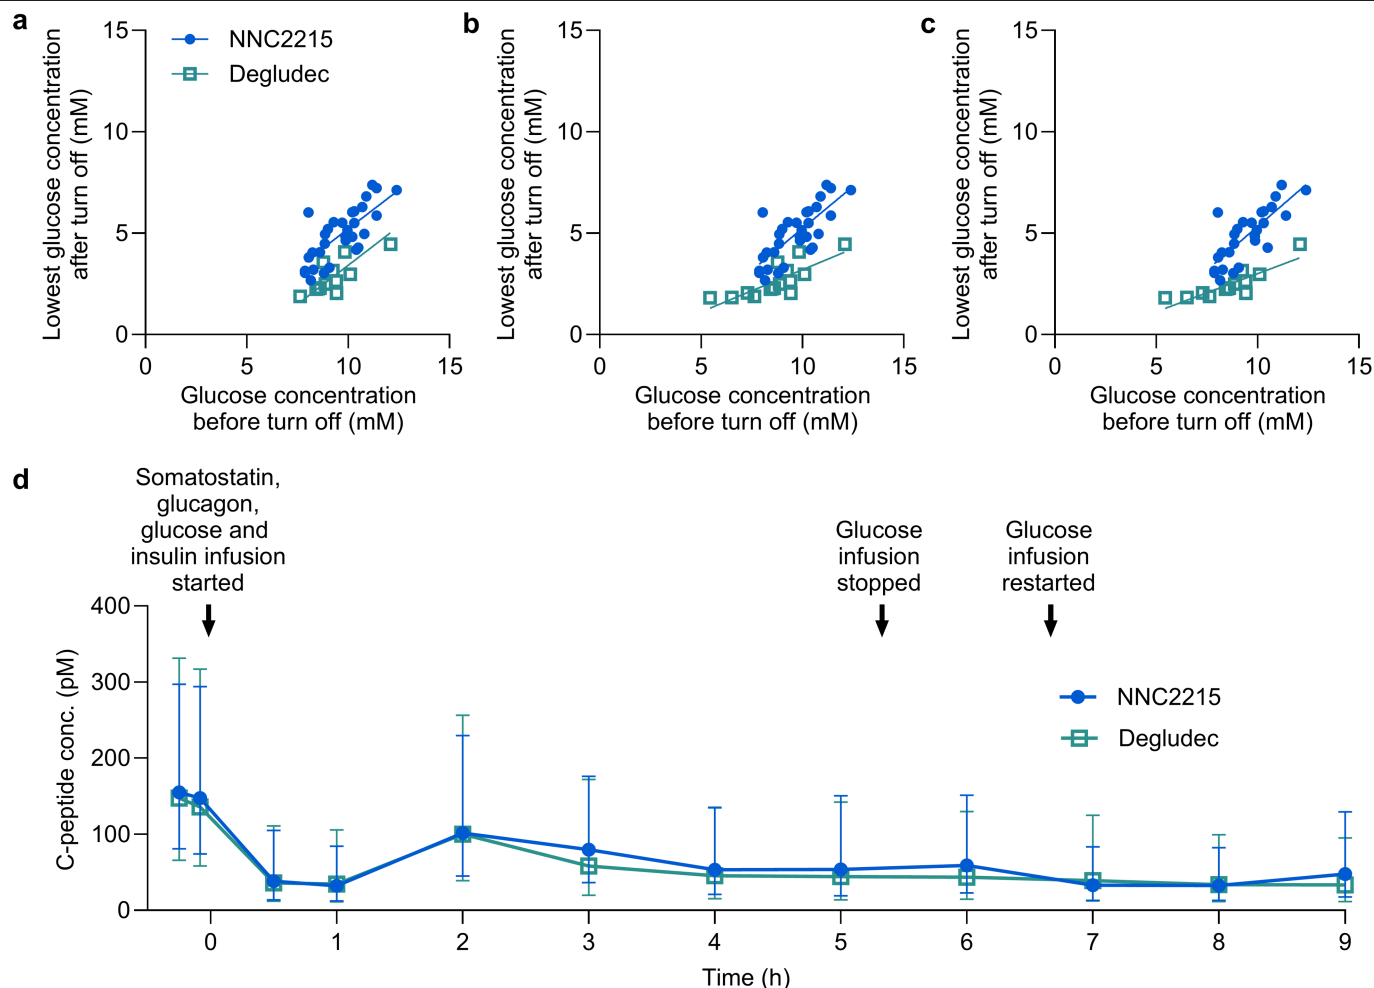 a
Lowest glucose concentration
after turn off (mM)
15
10
5
0
NNC2215
Degludec
0 5 10 15
Glucose concentration
before turn off (mM)
b
Lowest glucose concentration
after turn off (mM)
15
10
5
0
0 5 10 15
Glucose concentration
before turn off (mM)
c
Lowest glucose concentration
after turn off (mM)
15
10
5
0
0 5 10 15
Glucose concentration
before turn off (mM)
d
Somatostatin,
glucagon,
glucose and
insulin infusion
started
Glucose
infusion
stopped
Glucose
infusion
restarted
C-peptide conc. (pM)
400
300
200
100
0
NNC2215
Degludec
0 1 2 3 4 5 6 7 8 9
Time (h)